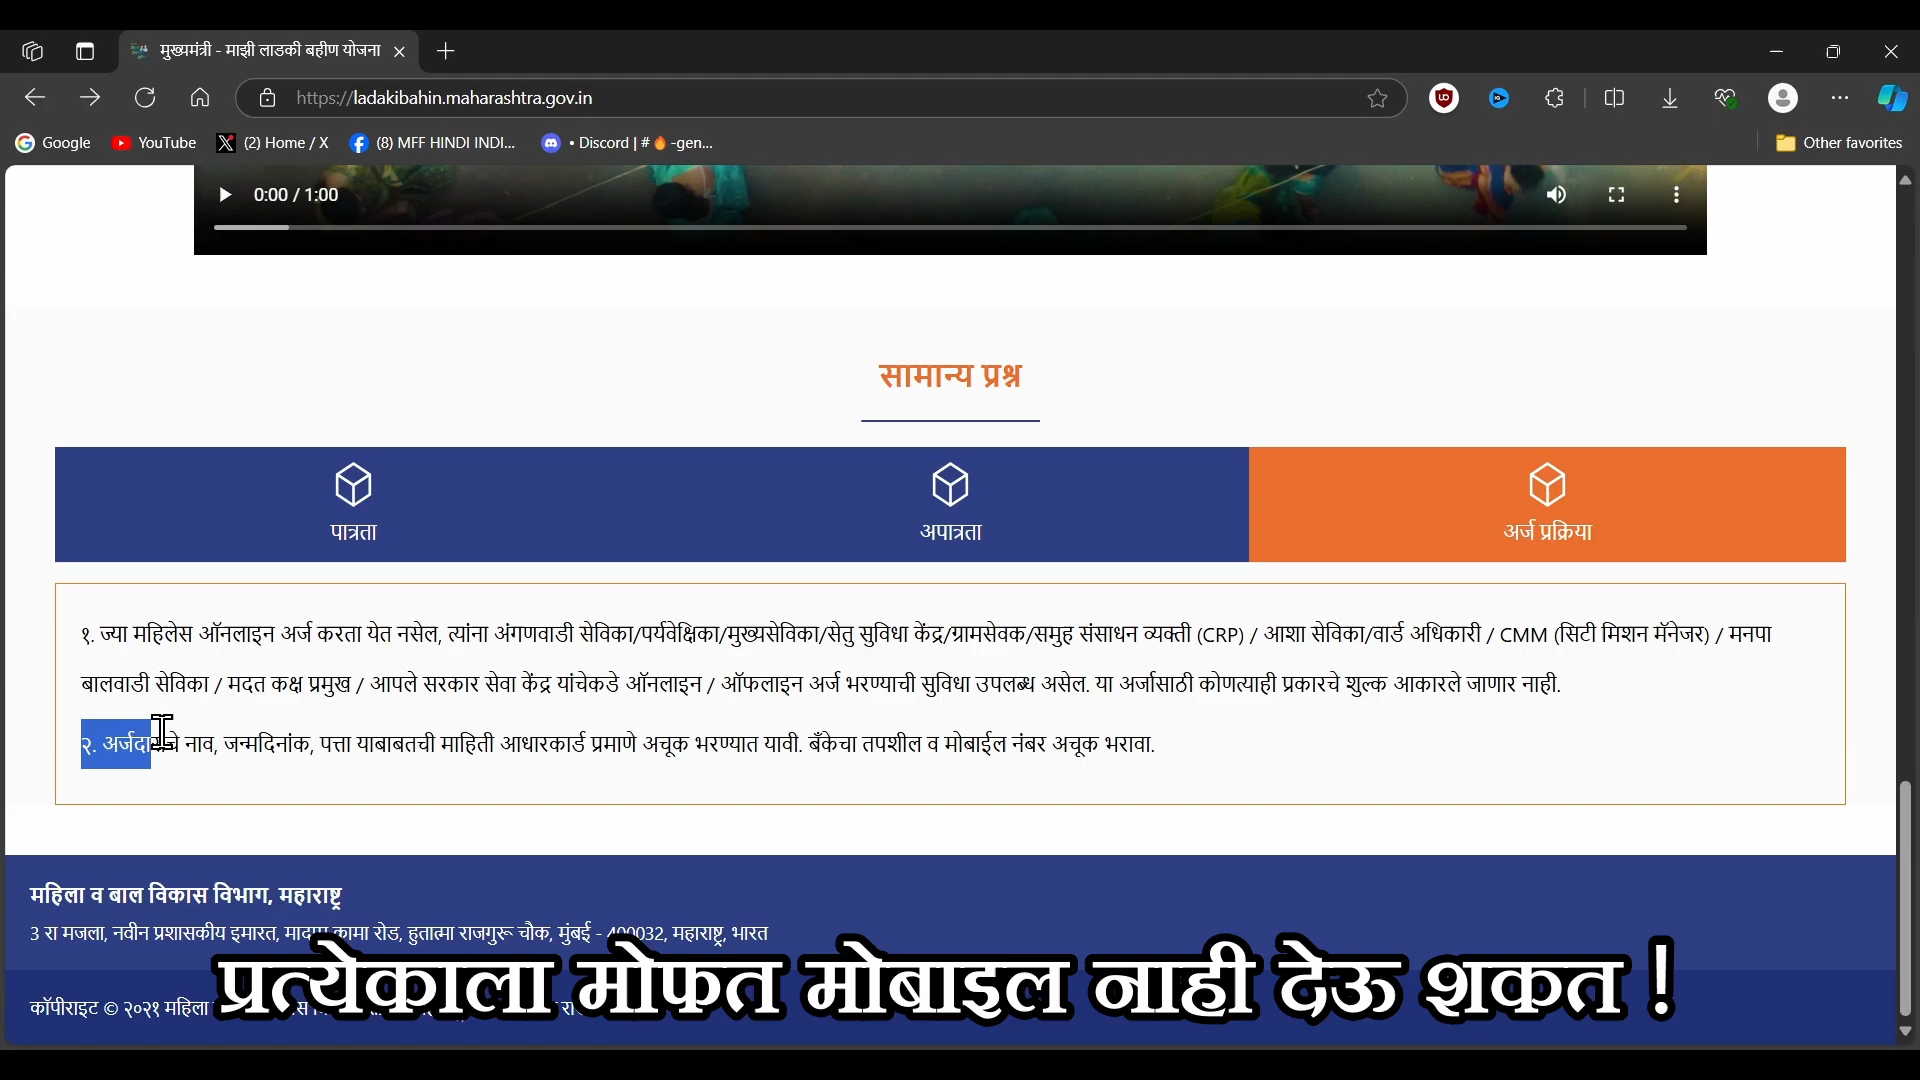 मुख्यमंत्री - माझी लाडकी बहीण योजना
https://ladakibahin.maharashtra.gov.in
Google YouTube (2) Home / X (8) MFF HINDI INDI... • Discord | #🔥-gen... Other favorites
0:00 / 1:00
सामान्य प्रश्न
पात्रता अपात्रता अर्ज प्रक्रिया
१. ज्या महिलेस ऑनलाइन अर्ज करता येत नसेल, त्यांना अंगणवाडी सेविका/पर्यवेक्षिका/मुख्यसेविका/सेतु सुविधा केंद्र/ग्रामसेवक/समुह संसाधन व्यक्ती (CRP) / आशा सेविका/वार्ड अधिकारी / CMM (सिटी मिशन मॅनेजर) / मनपा
बालवाडी सेविका / मदत कक्ष प्रमुख / आपले सरकार सेवा केंद्र यांचेकडे ऑनलाइन / ऑफलाइन अर्ज भरण्याची सुविधा उपलब्ध असेल. या अर्जासाठी कोणत्याही प्रकारचे शुल्क आकारले जाणार नाही.
२. अर्जदाराचे नाव, जन्मदिनांक, पत्ता याबाबतची माहिती आधारकार्ड प्रमाणे अचूक भरण्यात यावी. बँकेचा तपशील व मोबाईल नंबर अचूक भरावा.
महिला व बाल विकास विभाग, महाराष्ट्र
3 रा मजला, नवीन प्रशासकीय इमारत, मादाम कामा रोड, हुतात्मा राजगुरू चौक, मुंबई - 400032, महाराष्ट्र, भारत
प्रत्येकाला मोफत मोबाइल नाही देऊ शकत !
कॉपीराइट © २०२१ महिला